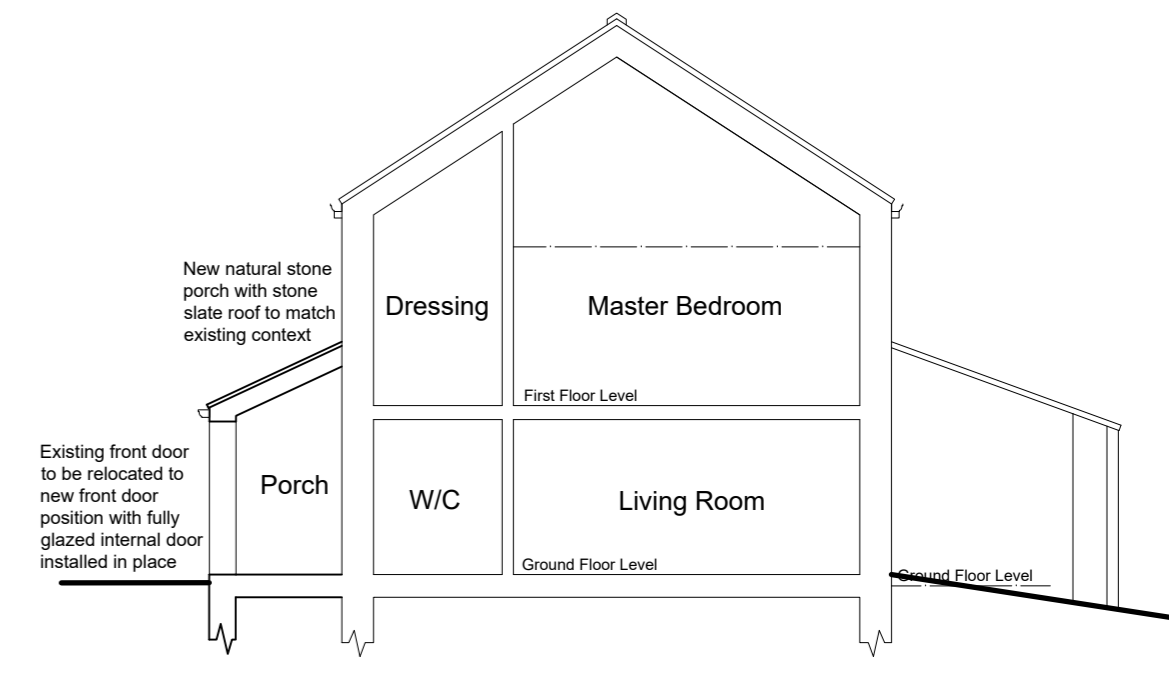 New natural stone
porch with stone
slate roof to match
existing context
Dressing
Master Bedroom
First Floor Level
Existing front door
to be relocated to
new front door
position with fully
glazed internal door
installed in place
Porch
W/C
Living Room
Ground Floor Level
Ground Floor Level